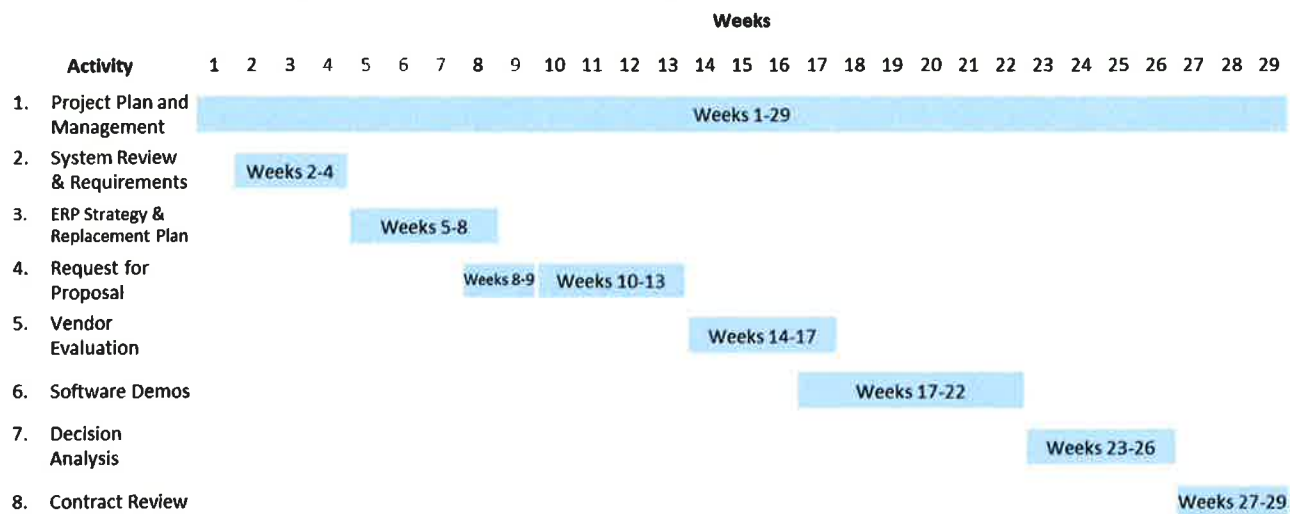 Weeks
Activity 1 2 3 4 5 6 7 8 9 10 11 12 13 14 15 16 17 18 19 20 21 22 23 24 25 26 27 28 29
1. Project Plan and
Management
Weeks 1-29
2. System Review
& Requirements
Weeks 2-4
3. ERP Strategy &
Replacement Plan
Weeks 5-8
4. Request for
Proposal
Weeks 8-9 Weeks 10-13
5. Vendor
Evaluation
Weeks 14-17
6. Software Demos Weeks 17-22
7. Decision
Analysis
Weeks 23-26
8. Contract Review Weeks 27-29